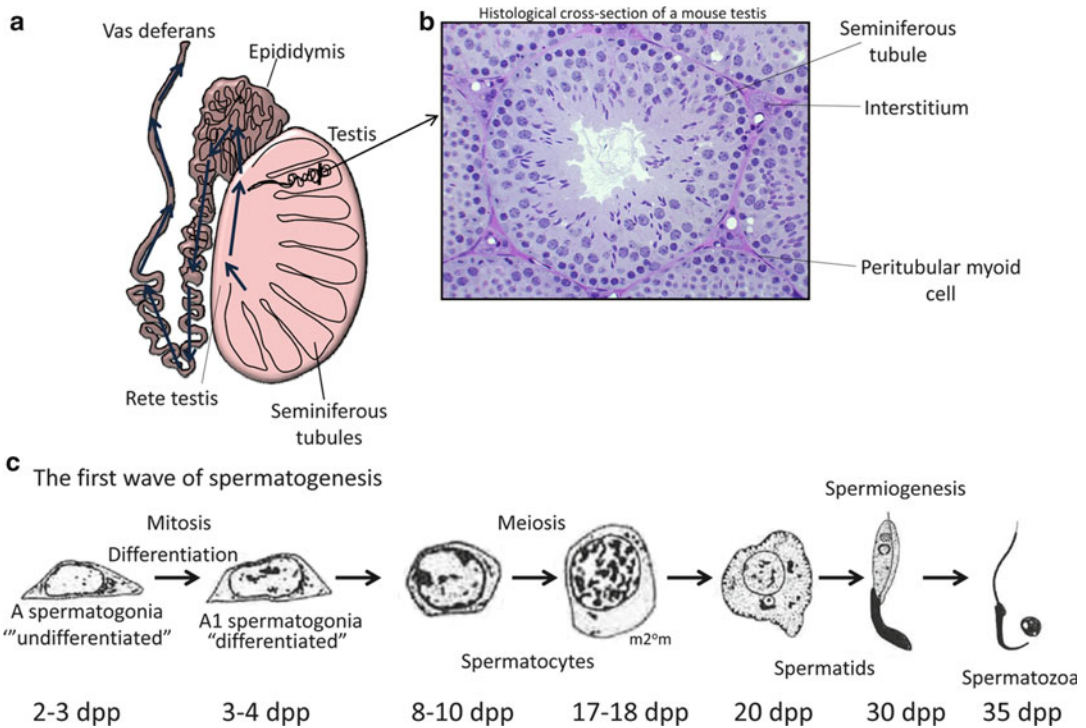 a
Vas deferans
Epididymis
Testis
Rete testis
Seminiferous
tubules
b
Histological cross-section of a mouse testis
Seminiferous
tubule
Interstitium
Peritubular myoid
cell
c
The first wave of spermatogenesis
Mitosis
Differentiation
Meiosis
Spermiogenesis
A spermatogonia
‘”undifferentiated”
A1 spermatogonia
“differentiated”
m2ºm
Spermatocytes
Spermatids
Spermatozoa
2-3 dpp 3-4 dpp 8-10 dpp 17-18 dpp 20 dpp 30 dpp 35 dpp